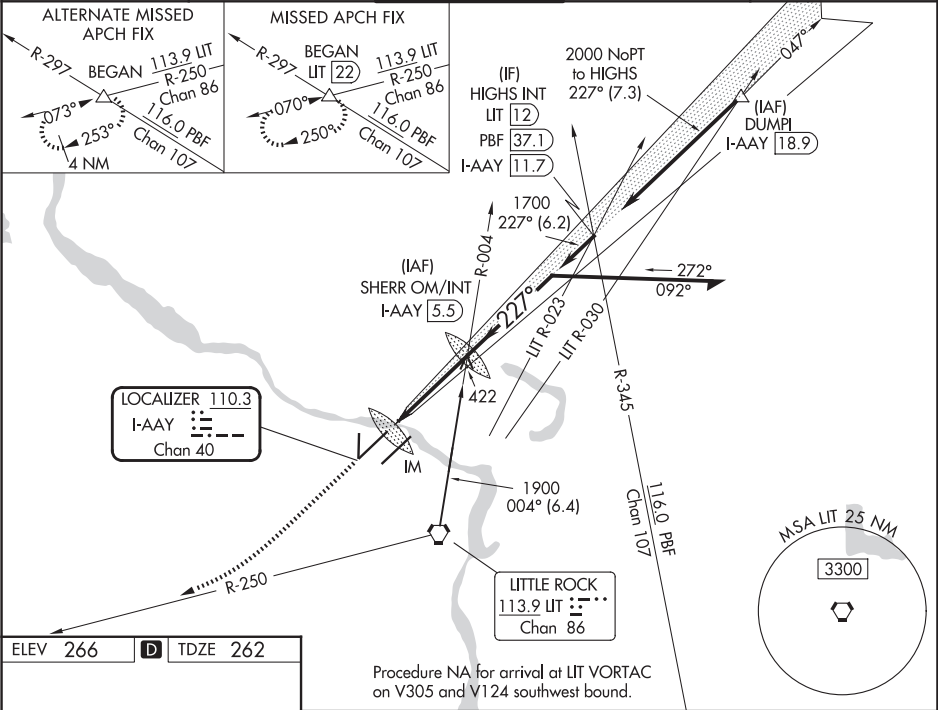 ALTERNATE MISSED
APCH FIX
R-297
BEGAN
113.9 LIT
R-250
Chan 86
073°
253°
4 NM
116.0 PBF
Chan 107
MISSED APCH FIX
R-297
BEGAN
LIT 22
113.9 LIT
R-250
Chan 86
070°
250°
116.0 PBF
Chan 107
2000 NoPT
to HIGHS
227° (7.3)
047°
(IAF)
DUMPI
I-AAY 18.9
(IF)
HIGHS INT
LIT 12
PBF 37.1
I-AAY 11.7
1700
227° (6.2)
R-004
(IAF)
SHERR OM/INT
I-AAY 5.5
227°
272°
092°
LIT R-023
LIT R-030
R-345
422
LOCALIZER 110.3
I-AAY
Chan 40
IM
1900
004° (6.4)
116.0 PBF
Chan 107
R-250
LITTLE ROCK
113.9 LIT
Chan 86
MSA LIT 25 NM
3300
ELEV 266 D TDZE 262
Procedure NA for arrival at LIT VORTAC
on V305 and V124 southwest bound.